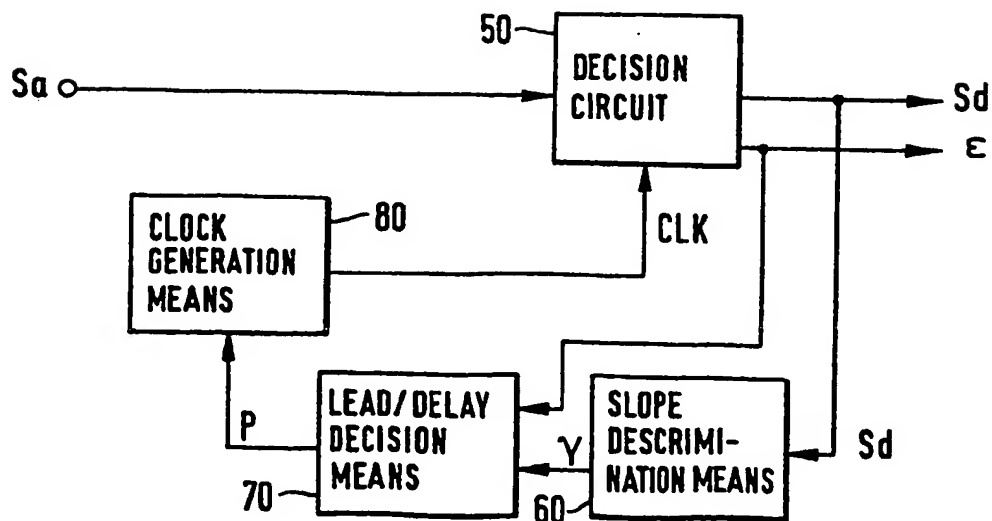 50
DECISION
CIRCUIT
Sa
Sd
ε
80
CLOCK
GENERATION
MEANS
CLK
LEAD/DELAY
DECISION
MEANS
SLOPE
DESCRIMI-
NATION MEANS
P
γ
Sd
70
60